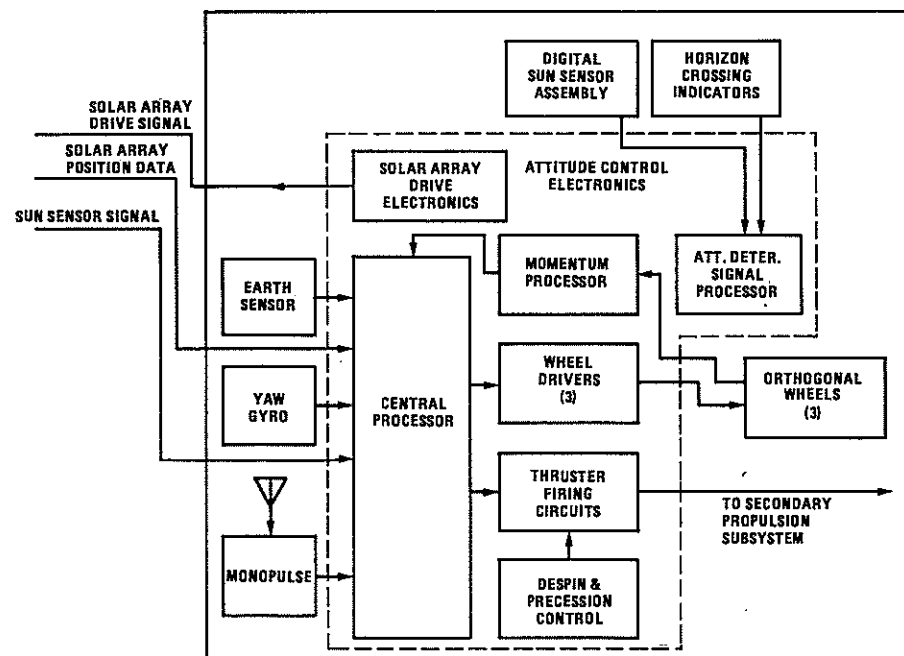 DIGITAL
SUN SENSOR
ASSEMBLY
HORIZON
CROSSING
INDICATORS
SOLAR ARRAY
DRIVE SIGNAL
SOLAR ARRAY
POSITION DATA
SUN SENSOR SIGNAL
SOLAR ARRAY
DRIVE
ELECTRONICS
ATTITUDE CONTROL
ELECTRONICS
EARTH
SENSOR
MOMENTUM
PROCESSOR
ATT. DETER.
SIGNAL
PROCESSOR
YAW
GYRO
CENTRAL
PROCESSOR
WHEEL
DRIVERS
(3)
ORTHOGONAL
WHEELS
(3)
THRUSTER
FIRING
CIRCUITS
TO SECONDARY
PROPULSION
SUBSYSTEM
MONOPULSE
DESPIN &
PRECESSION
CONTROL